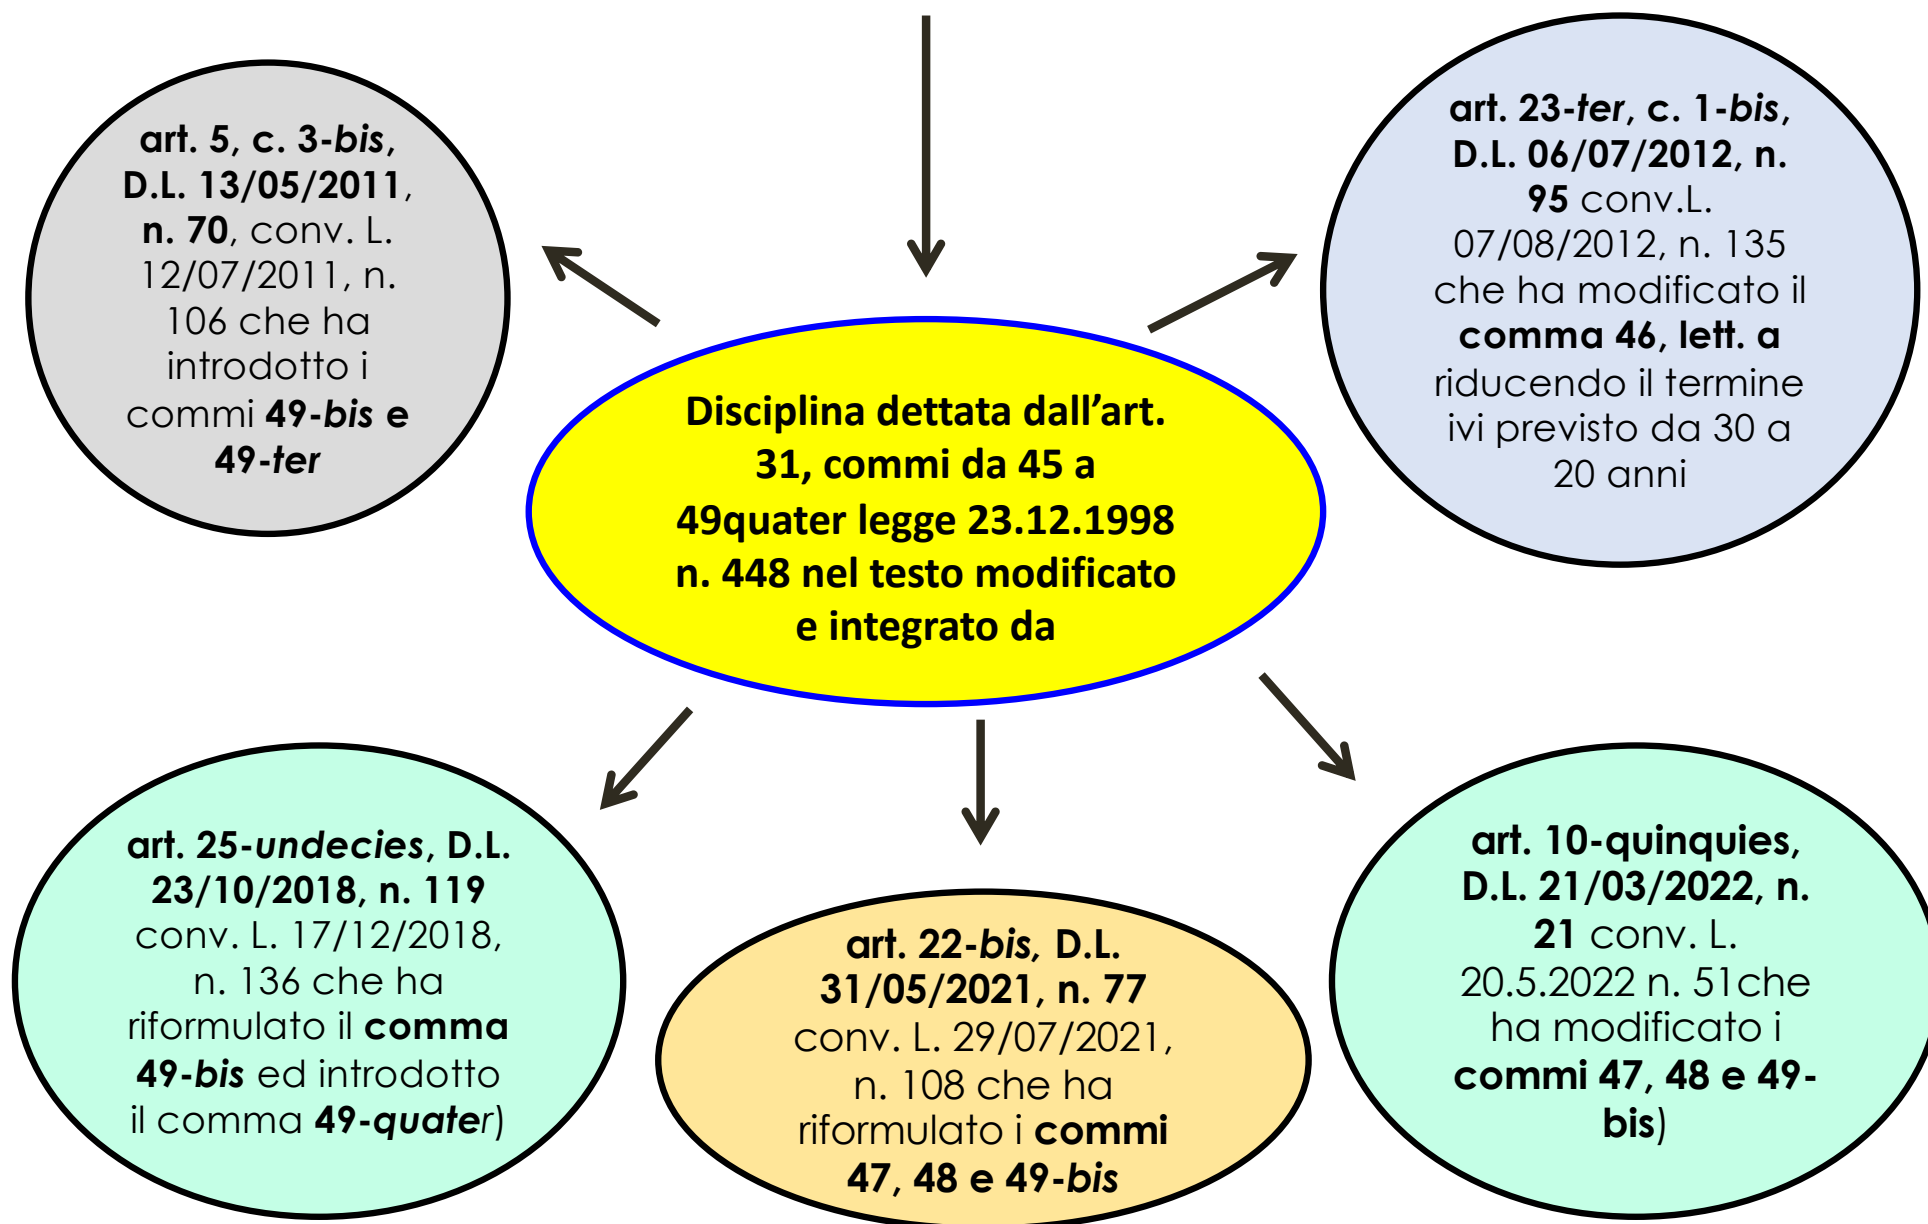 art. 5, c. 3-bis,
D.L. 13/05/2011,
n. 70, conv. L.
12/07/2011, n.
106 che ha
introdotto i
commi 49-bis e
49-ter
art. 23-ter, c. 1-bis,
D.L. 06/07/2012, n.
95 conv.L.
07/08/2012, n. 135
che ha modificato il
comma 46, lett. a
riducendo il termine
ivi previsto da 30 a
20 anni
Disciplina dettata dall’art.
31, commi da 45 a
49quater legge 23.12.1998
n. 448 nel testo modificato
e integrato da
art. 25-undecies, D.L.
23/10/2018, n. 119
conv. L. 17/12/2018,
n. 136 che ha
riformulato il comma
49-bis ed introdotto
il comma 49-quater)
art. 22-bis, D.L.
31/05/2021, n. 77
conv. L. 29/07/2021,
n. 108 che ha
riformulato i commi
47, 48 e 49-bis
art. 10-quinquies,
D.L. 21/03/2022, n.
21 conv. L.
20.5.2022 n. 51che
ha modificato i
commi 47, 48 e 49-
bis)